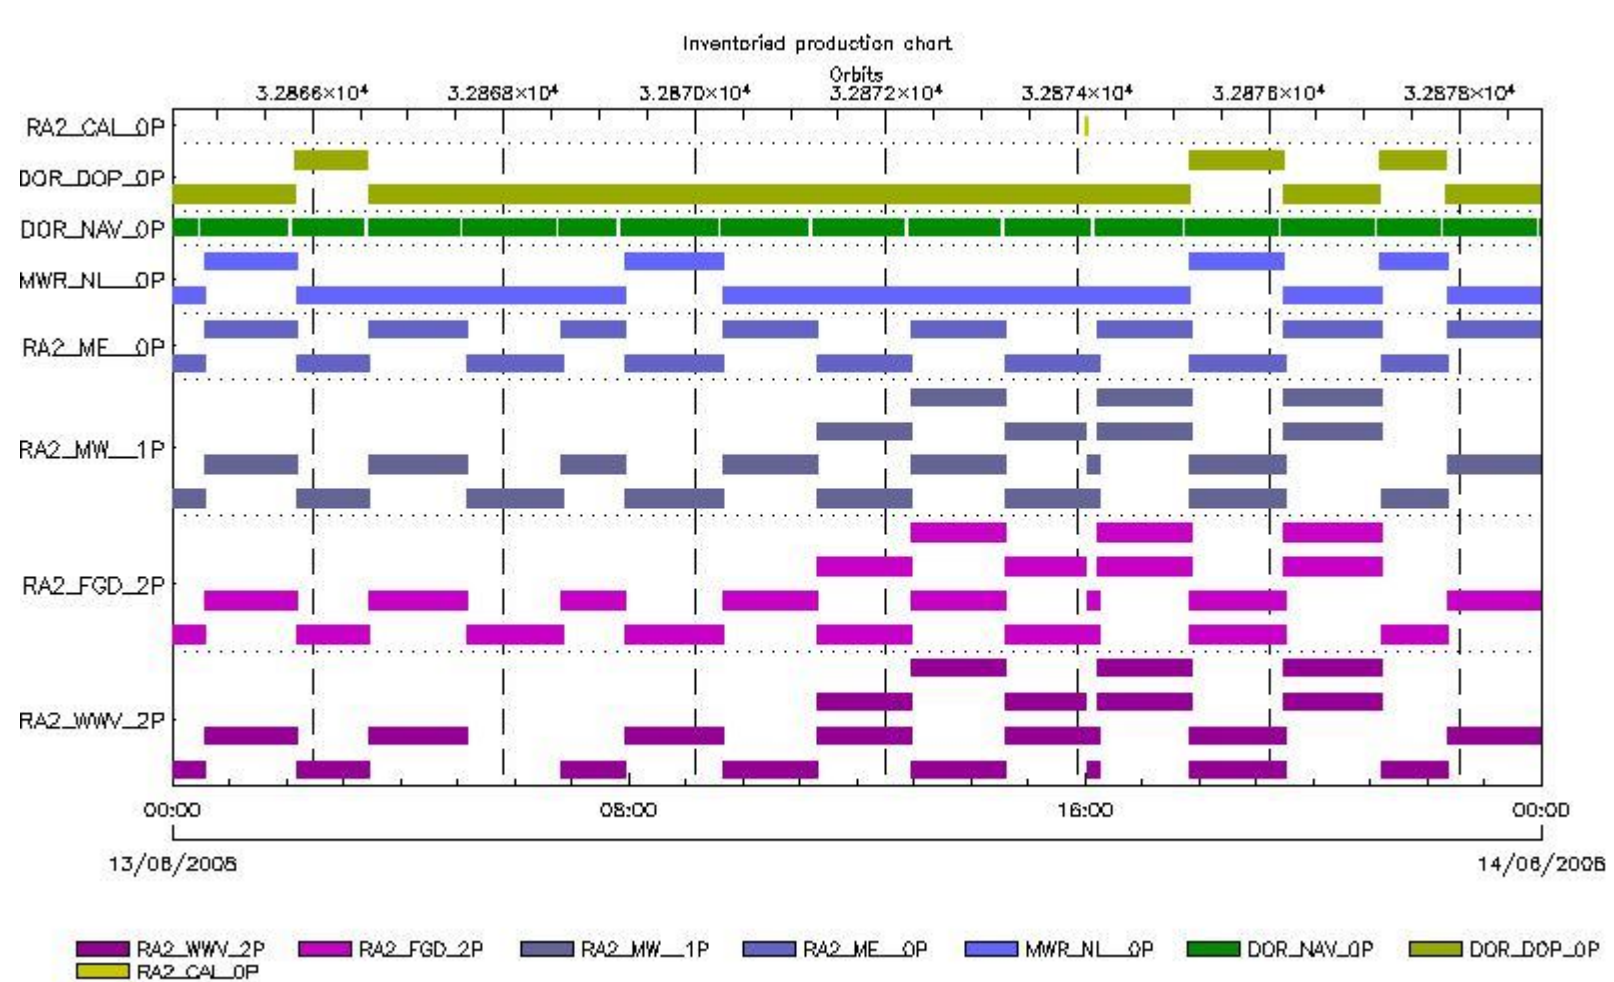 Inventoried production chart
Orbits
3.2866×10⁴ 3.2868×10⁴ 3.2870×10⁴ 3.2872×10⁴ 3.2874×10⁴ 3.2876×10⁴ 3.2878×10⁴
RA2_CAL_0P
DOR_DOP_0P
DOR_NAV_0P
MWR_NL__0P
RA2_ME__0P
RA2_MW__1P
RA2_FGD_2P
RA2_WWV_2P
00:00 08:00 16:00 00:00
13/06/2008 14/06/2008
RA2_WWV_2P RA2_FGD_2P RA2_MW__1P RA2_ME__0P MWR_NL__0P DOR_NAV_0P DOR_DOP_0P
RA2_CAL_0P